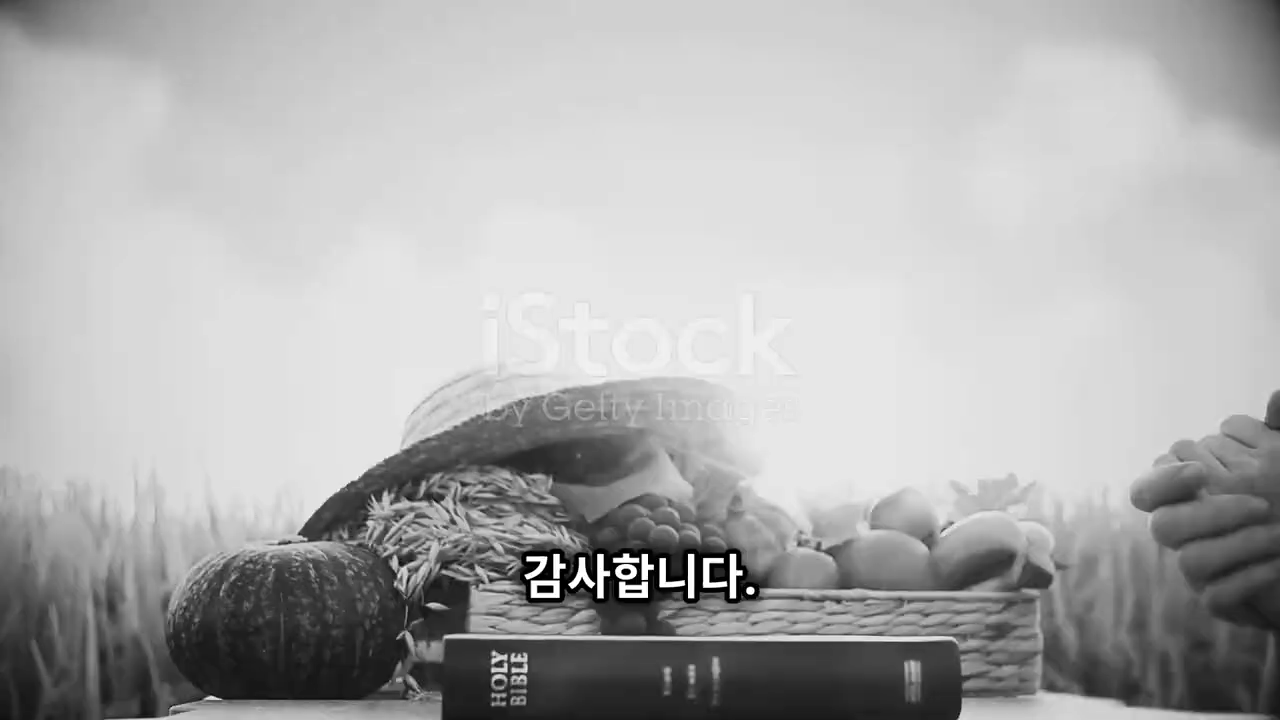 iStock
by Getty Images
감사합니다.
HOLY
BIBLE